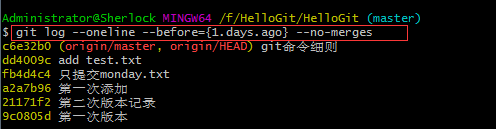 Administrator@Sherlock MINGW64 /f/HelloGit/HelloGit (master)
$ git log --oneline --before={1.days.ago} --no-merges
c6e32b0 (origin/master, origin/HEAD) git命令细则
dd4009c add test.txt
fb4d4c4 只提交monday.txt
a2a7b96 第一次添加
21171f2 第二次版本记录
9c0805d 第一次版本